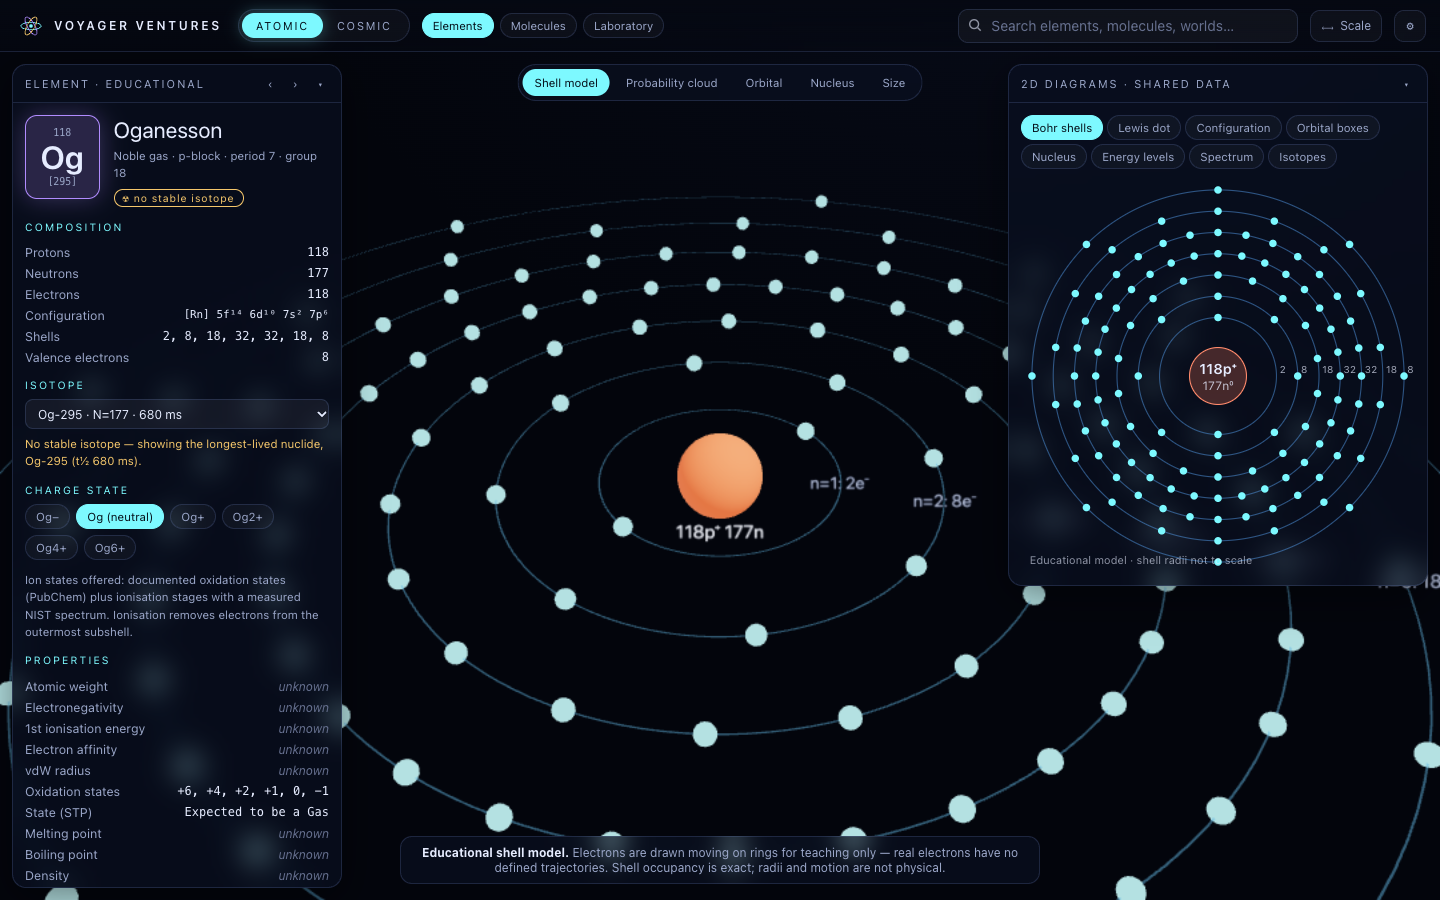 VOYAGER VENTURES
ATOMIC
COSMIC
Elements
Molecules
Laboratory
Search elements, molecules, worlds...
Scale
ELEMENT · EDUCATIONAL
118
Og
[295]
Oganesson
Noble gas · p-block · period 7 · group
18
☢ no stable isotope
COMPOSITION
Protons 118
Neutrons 177
Electrons 118
Configuration [Rn] 5f¹⁴ 6d¹⁰ 7s² 7p⁶
Shells 2, 8, 18, 32, 32, 18, 8
Valence electrons 8
ISOTOPE
Og-295 · N=177 · 680 ms
No stable isotope — showing the longest-lived nuclide,
Og-295 (t½ 680 ms).
CHARGE STATE
Og−
Og (neutral)
Og+
Og2+
Og4+
Og6+
Ion states offered: documented oxidation states
(PubChem) plus ionisation stages with a measured
NIST spectrum. Ionisation removes electrons from the
outermost subshell.
PROPERTIES
Atomic weight unknown
Electronegativity unknown
1st ionisation energy unknown
Electron affinity unknown
vdW radius unknown
Oxidation states +6, +4, +2, +1, 0, −1
State (STP) Expected to be a Gas
Melting point unknown
Boiling point unknown
Density unknown
Shell model
Probability cloud
Orbital
Nucleus
Size
n=1: 2e⁻
n=2: 8e⁻
118p⁺ 177n
Educational shell model. Electrons are drawn moving on rings for teaching only — real electrons have no
defined trajectories. Shell occupancy is exact; radii and motion are not physical.
2D DIAGRAMS · SHARED DATA
Bohr shells
Lewis dot
Configuration
Orbital boxes
Nucleus
Energy levels
Spectrum
Isotopes
118p⁺
177n⁰
2 8 18 32 32 18 8
Educational model · shell radii not to scale